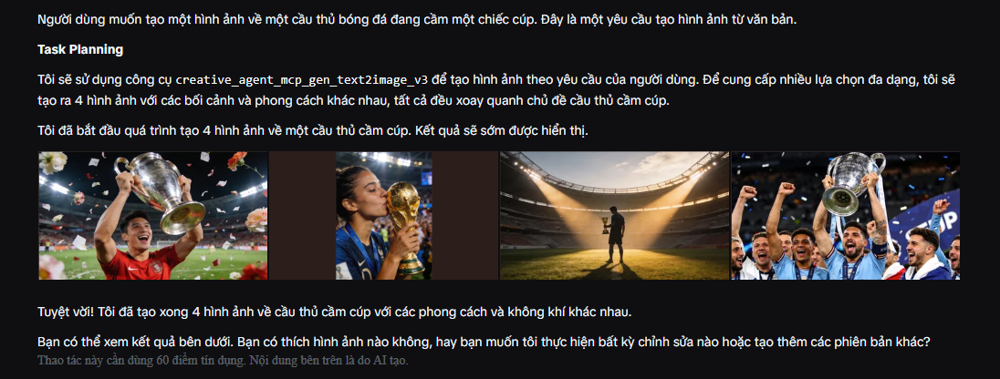 Người dùng muốn tạo một hình ảnh về một cầu thủ bóng đá đang cầm một chiếc cúp. Đây là một yêu cầu tạo hình ảnh từ văn bản.
Task Planning
Tôi sẽ sử dụng công cụ creative_agent_mcp_gen_text2image_v3 để tạo hình ảnh theo yêu cầu của người dùng. Để cung cấp nhiều lựa chọn đa dạng, tôi sẽ
tạo ra 4 hình ảnh với các bối cảnh và phong cách khác nhau, tất cả đều xoay quanh chủ đề cầu thủ cầm cúp.
Tôi đã bắt đầu quá trình tạo 4 hình ảnh về một cầu thủ cầm cúp. Kết quả sẽ sớm được hiển thị.
Tuyệt vời! Tôi đã tạo xong 4 hình ảnh về cầu thủ cầm cúp với các phong cách và không khí khác nhau.
Bạn có thể xem kết quả bên dưới. Bạn có thích hình ảnh nào không, hay bạn muốn tôi thực hiện bất kỳ chỉnh sửa nào hoặc tạo thêm các phiên bản khác?
Thao tác này cần dùng 60 điểm tín dụng. Nội dung bên trên là do AI tạo.